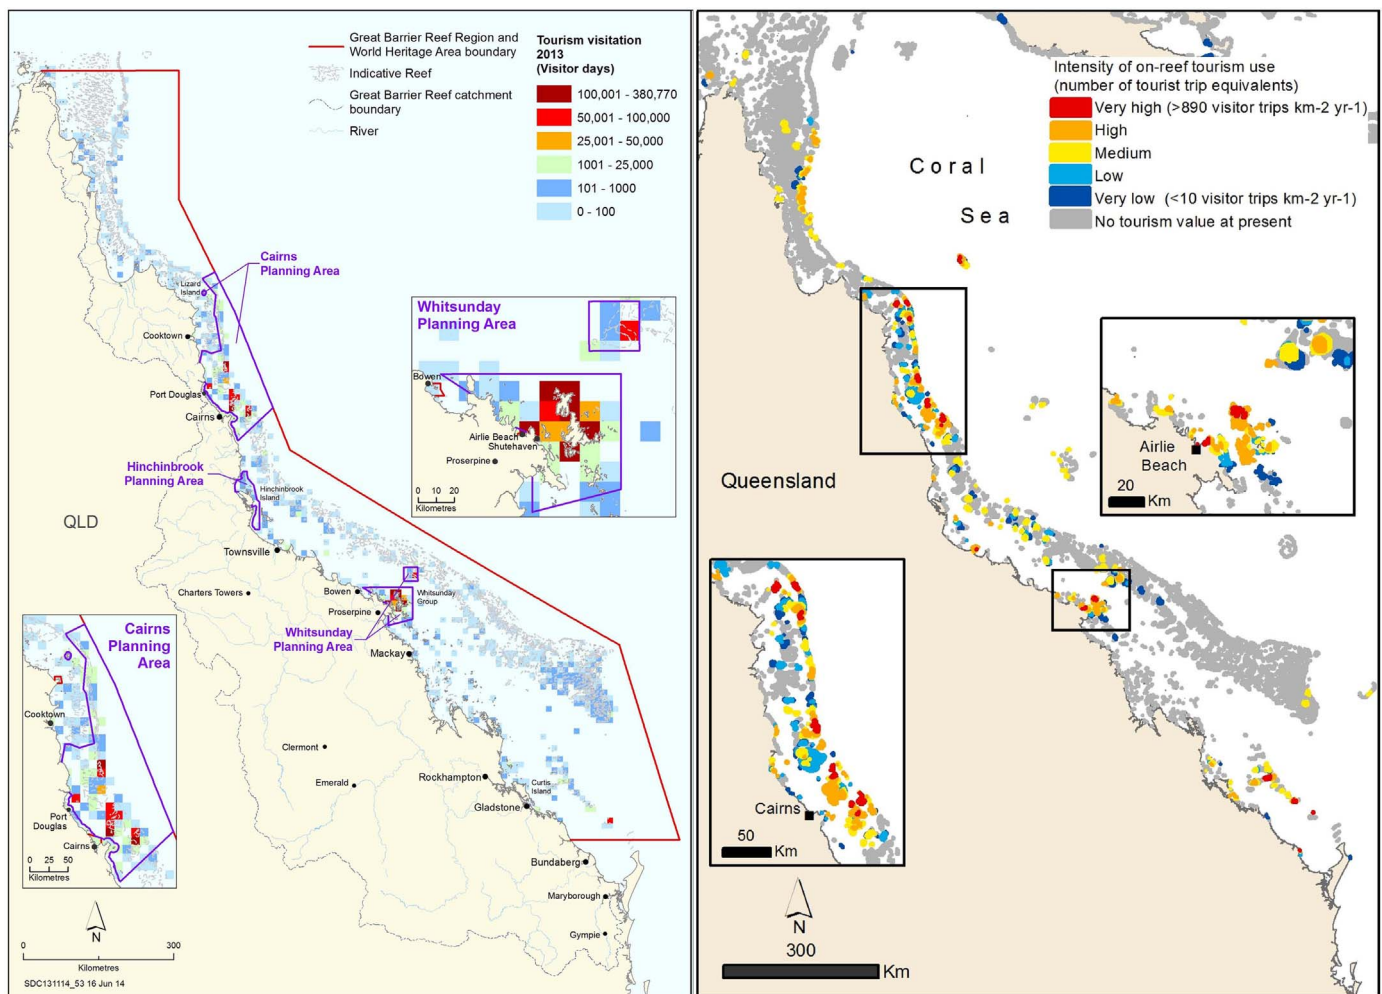 Great Barrier Reef Region and
World Heritage Area boundary
Indicative Reef
Great Barrier Reef catchment
boundary
River
Tourism visitation
2013
(Visitor days)
100,001 - 380,770
50,001 - 100,000
25,001 - 50,000
1001 - 25,000
101 - 1000
0 - 100
Cairns
Planning Area
Lizard
Island
Cooktown
Port Douglas
Cairns
Hinchinbrook
Planning Area
Hinchinbrook
Island
QLD
Townsville
Charters Towers
Bowen
Proserpine
Whitsunday
Group
Whitsunday
Planning Area
Mackay
Clermont
Emerald
Rockhampton
Curtis
Island
Gladstone
Bundaberg
Maryborough
Gympie
Whitsunday
Planning Area
Bowen
Airlie Beach
Shutehaven
Proserpine
0 10 20
Kilometres
Cairns
Planning
Area
Cooktown
Port
Douglas
Cairns
0 25 50
Kilometres
N
0 300
Kilometres
SDC131114_53 16 Jun 14
Intensity of on-reef tourism use
(number of tourist trip equivalents)
Very high (>890 visitor trips km-2 yr-1)
High
Medium
Low
Very low (<10 visitor trips km-2 yr-1)
No tourism value at present
Coral
Sea
Queensland
Airlie
Beach
20
Km
Cairns
50
Km
N
300
Km